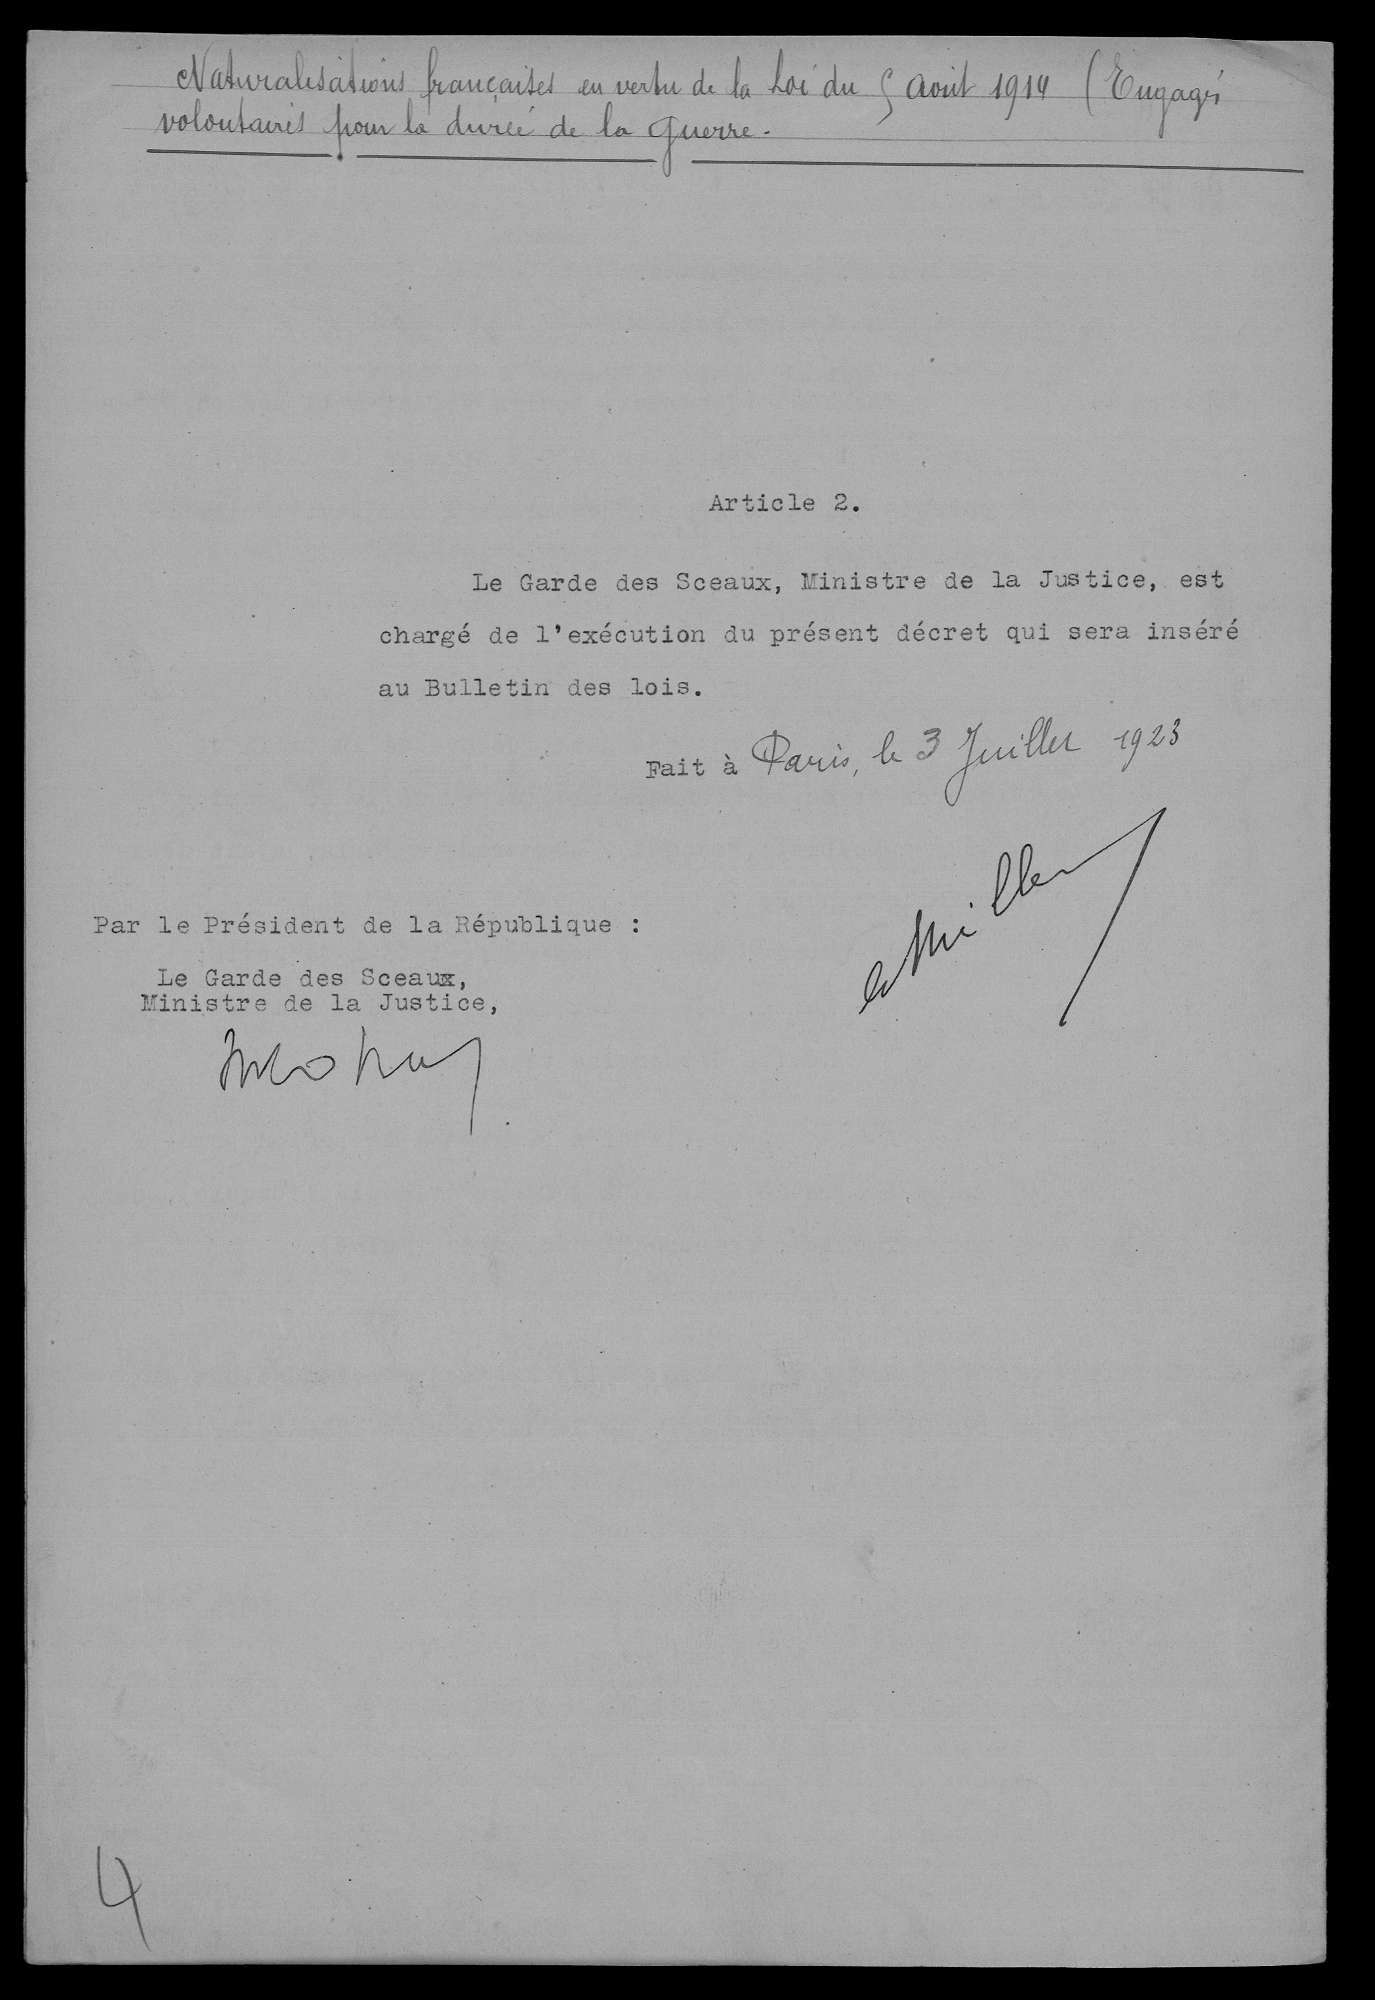 Naturalisations françaises en vertu de la Loi du 5 Août 1914 (Engagés
volontaires pour la durée de la Guerre.
Article 2.
Le Garde des Sceaux, Ministre de la Justice, est
chargé de l'exécution du présent décret qui sera inséré
au Bulletin des lois.
Fait à Paris, le 3 Juillet 1923
Par le Président de la République :
Le Garde des Sceaux,
Ministre de la Justice,
4